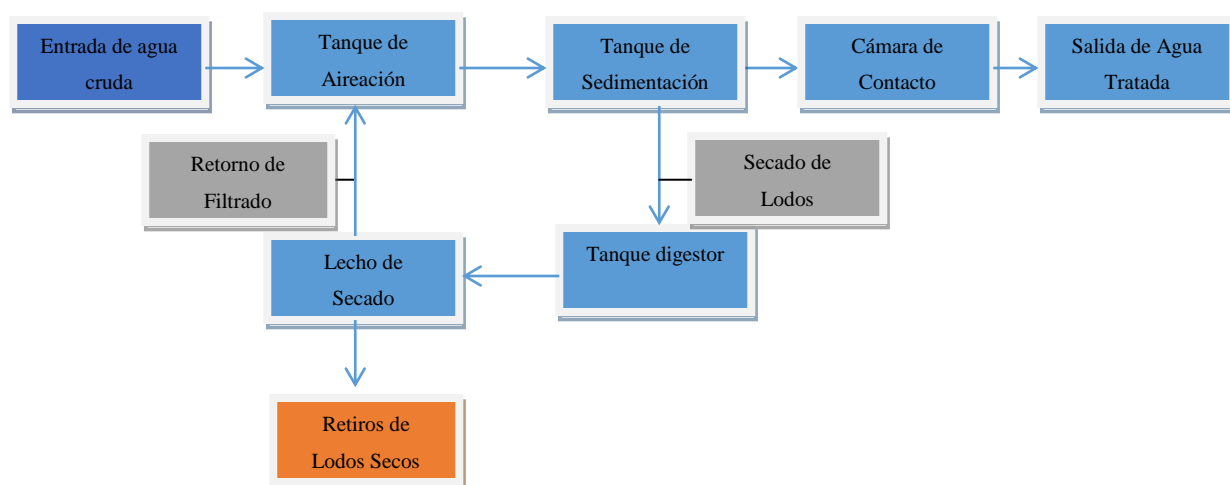 Entrada de agua
cruda
Tanque de
Aireación
Tanque de
Sedimentación
Cámara de
Contacto
Salida de Agua
Tratada
Retorno de
Filtrado
Secado de
Lodos
Lecho de
Secado
Tanque digestor
Retiros de
Lodos Secos